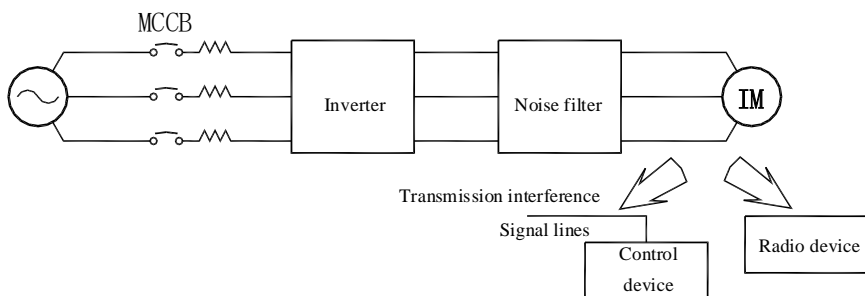 MCCB
Inverter
Noise filter
IM
Transmission interference
Signal lines
Control
device
Radio device